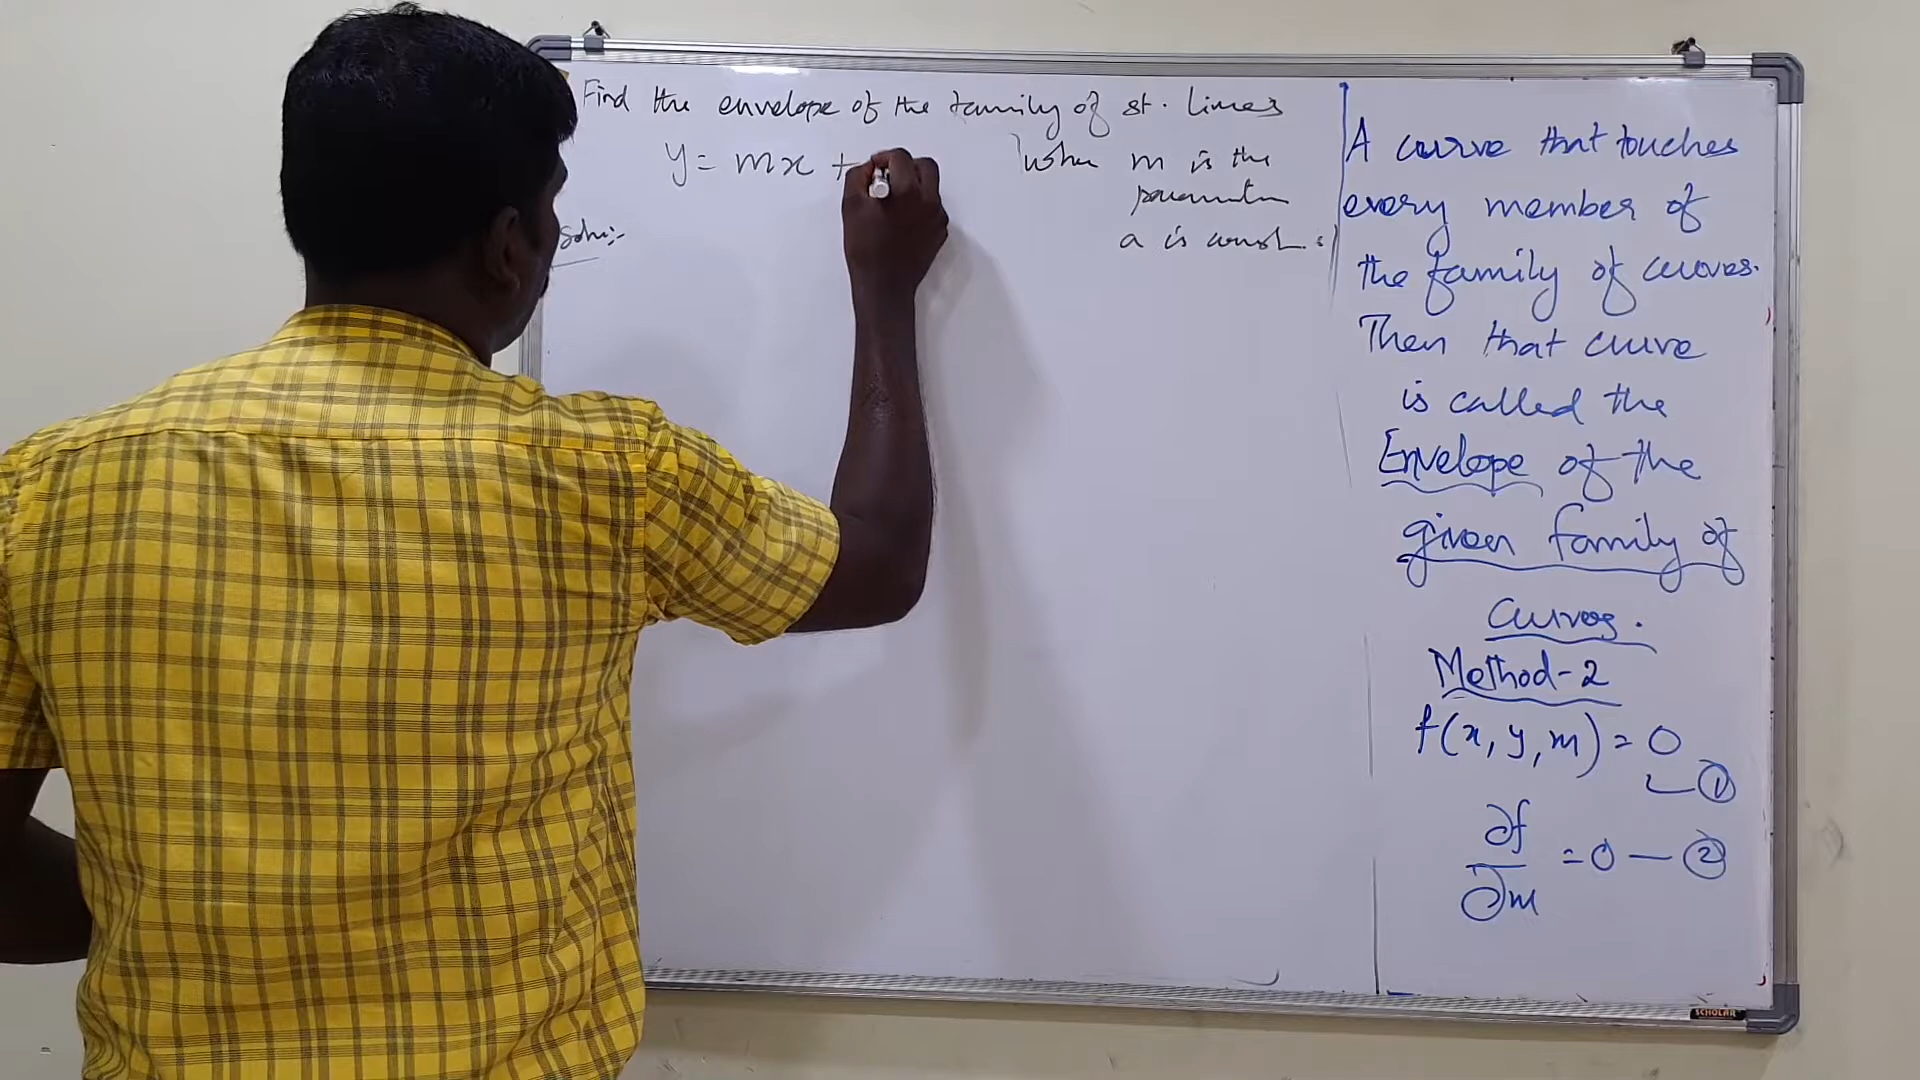 Find the envelope of the family of st. lines
y = mx +
when m is the
parameter
a is const.
Soln:-
A curve that touches
every member of
the family of curves.
Then that curve
is called the
Envelope of the
given family of
Curves.
Method-2
f(x, y, m) = 0
①
∂f
∂m = 0 — ②
SCHOLAR